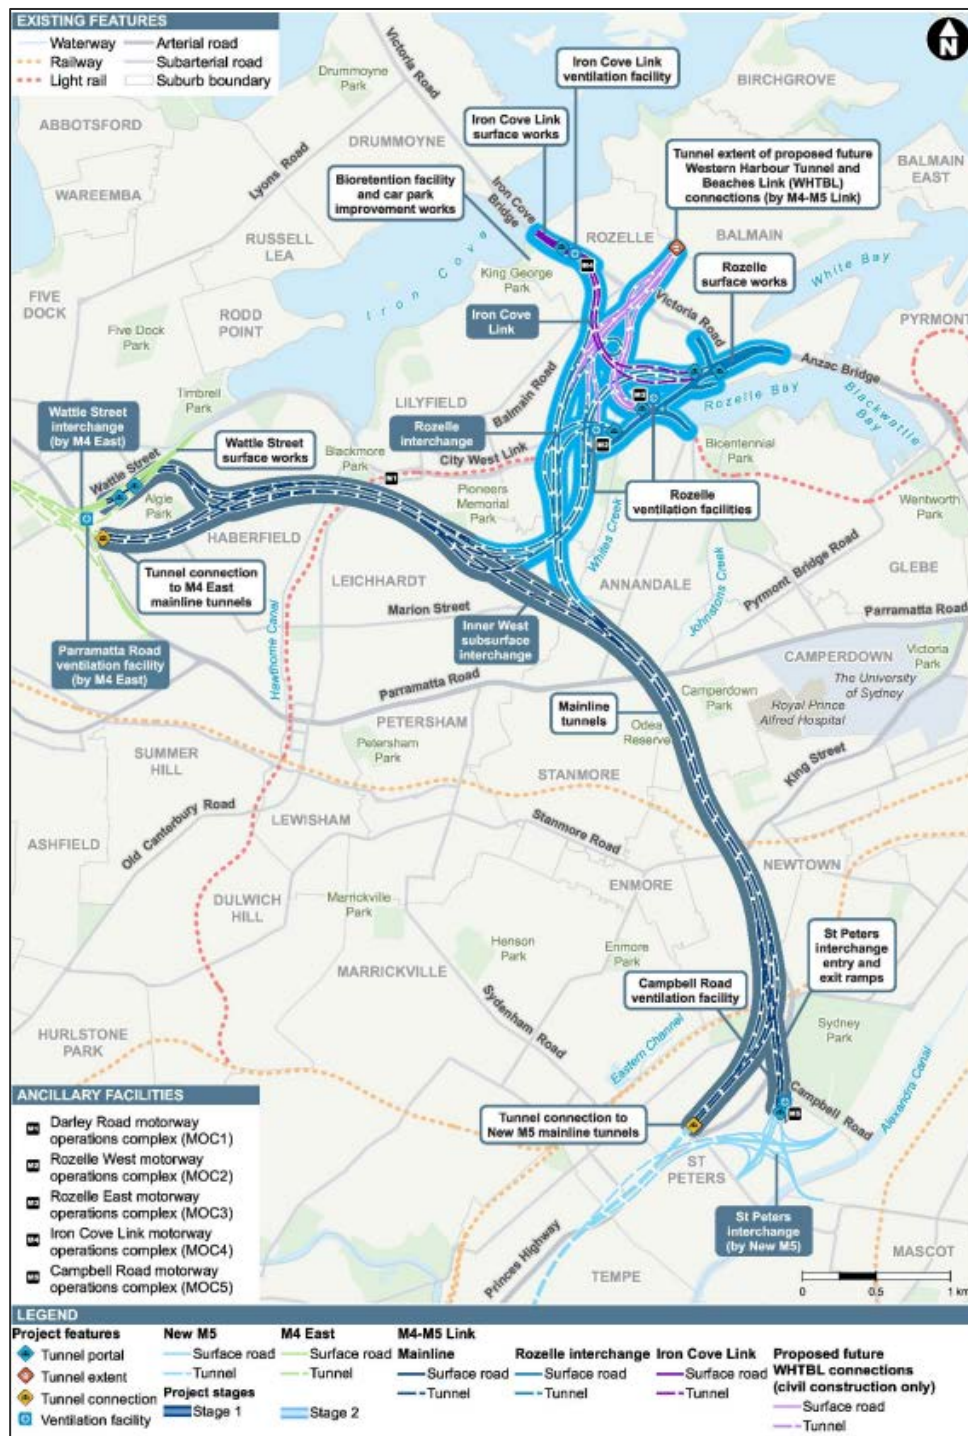 EXISTING FEATURES
Waterway
Arterial road
Railway
Subarterial road
Light rail
Suburb boundary
N
Victoria Road
Drummoyne
Park
Iron Cove Link
ventilation facility
BIRCHGROVE
ABBOTSFORD
Iron Cove Link
surface works
DRUMMOYNE
Tunnel extent of proposed future
Western Harbour Tunnel and
Beaches Link (WHTBL)
connections (by M4-M5 Link)
BALMAIN
EAST
Lyons Road
WAREEMBA
Bioretention facility
and car park
improvement works
Iron Cove
Bridge
RUSSELL
LEA
ROZELLE
BALMAIN
White Bay
Iron Cove
King George
Park
M4
Rozelle
surface works
FIVE
DOCK
RODD
POINT
Iron Cove
Link
Victoria Road
PYRMONT
Five Dock
Park
Anzac Bridge
Timbrell
Park
Balmain Road
LILYFIELD
M3
Rozelle Bay
Blackwattle
Bay
Wattle Street
interchange
(by M4 East)
Wattle Street
surface works
Rozelle
interchange
M2
Blackmore
Park
City West Link
Bicentennial
Park
Wattle Street
M1
Algie
Park
Pioneers
Memorial
Park
Rozelle
ventilation facilities
Wentworth
Park
HABERFIELD
Whites Creek
Tunnel connection
to M4 East
mainline tunnels
LEICHHARDT
ANNANDALE
Johnstons Creek
Pyrmont Bridge Road
GLEBE
Hawthorne Canal
Marion Street
Parramatta Road
Parramatta Road
ventilation facility
(by M4 East)
Inner West
subsurface
interchange
CAMPERDOWN
Victoria
Park
Parramatta Road
The University
of Sydney
Mainline
tunnels
Camperdown
Park
Royal Prince
Alfred Hospital
PETERSHAM
Odea
Reserve
SUMMER
HILL
Petersham
Park
King Street
STANMORE
Old Canterbury Road
LEWISHAM
Stanmore Road
ASHFIELD
NEWTOWN
ENMORE
DULWICH
HILL
Marrickville
Park
Henson
Park
Enmore
Park
St Peters
interchange
entry and
exit ramps
MARRICKVILLE
Campbell Road
ventilation facility
Sydenham Road
Sydney
Park
HURLSTONE
PARK
Eastern Channel
Alexandra Canal
Campbell Road
M5
Tunnel connection to
New M5 mainline tunnels
ST
PETERS
St Peters
interchange
(by New M5)
Princes Highway
MASCOT
TEMPE
0 0.5 1 km
ANCILLARY FACILITIES
M1 Darley Road motorway
operations complex (MOC1)
M2 Rozelle West motorway
operations complex (MOC2)
M3 Rozelle East motorway
operations complex (MOC3)
M4 Iron Cove Link motorway
operations complex (MOC4)
M5 Campbell Road motorway
operations complex (MOC5)
LEGEND
Project features
Tunnel portal
Tunnel extent
Tunnel connection
Ventilation facility
New M5
Surface road
Tunnel
Project stages
Stage 1
Stage 2
M4 East
Surface road
Tunnel
M4-M5 Link
Mainline
Surface road
Tunnel
Rozelle interchange
Surface road
Tunnel
Iron Cove Link
Surface road
Tunnel
Proposed future
WHTBL connections
(civil construction only)
Surface road
Tunnel